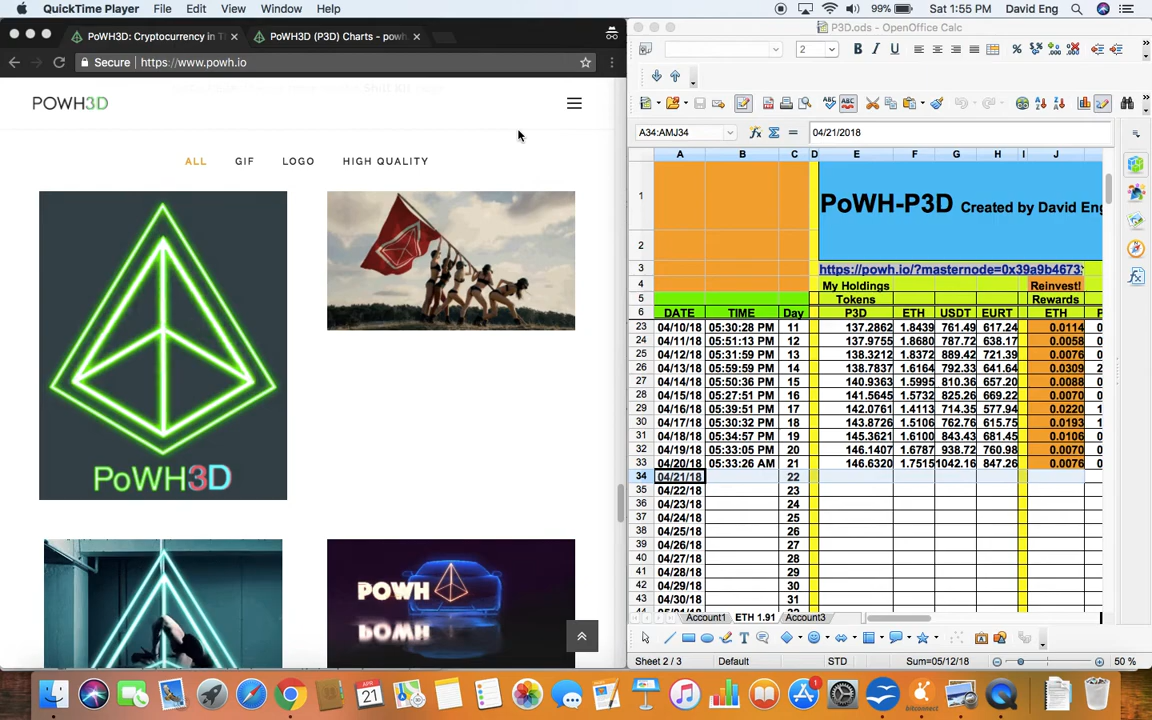 QuickTime Player File Edit View Window Help 99% Sat 1:55 PM David Eng
PoWH3D: Cryptocurrency in T × PoWH3D (P3D) Charts - powh. ×
Secure https://www.powh.io
POWH3D
ALL GIF LOGO HIGH QUALITY
PoWH3D
POWH
P3D.ods - OpenOffice Calc
2
A34:AMJ34 04/21/2018
A B C D E F G H I J
1 PoWH-P3D Created by David Eng
2
3 https://powh.io/?masternode=0x39a9b4673
4 My Holdings Reinvest!
5 Tokens Rewards
6 DATE TIME Day P3D ETH USDT EURT ETH
23 04/10/18 05:30:28 PM 11 137.2862 1.8439 761.49 617.24 0.0114
24 04/11/18 05:51:13 PM 12 137.9755 1.8680 787.72 638.17 0.0058
25 04/12/18 05:31:59 PM 13 138.3212 1.8372 889.42 721.39 0.0076
26 04/13/18 05:59:59 PM 14 138.7837 1.6164 792.33 641.64 0.0309
27 04/14/18 05:50:36 PM 15 140.9363 1.5995 810.36 657.20 0.0088
28 04/15/18 05:27:51 PM 16 141.5645 1.5732 825.26 669.22 0.0070
29 04/16/18 05:39:51 PM 17 142.0761 1.4113 714.35 577.94 0.0220
30 04/17/18 05:30:32 PM 18 143.8726 1.5106 762.76 615.75 0.0193
31 04/18/18 05:34:57 PM 19 145.3621 1.6100 843.43 681.45 0.0106
32 04/19/18 05:33:05 PM 20 146.1407 1.6787 938.72 760.98 0.0070
33 04/20/18 05:33:26 AM 21 146.6320 1.7515 1042.16 847.26 0.0076
34 04/21/18 22
35 04/22/18 23
36 04/23/18 24
37 04/24/18 25
38 04/25/18 26
39 04/26/18 27
40 04/27/18 28
41 04/28/18 29
42 04/29/18 30
43 04/30/18 31
Account1 ETH 1.91 Account3
Sheet 2 / 3 Default STD Sum=05/12/18 50 %
APR
21
1
bitconnect